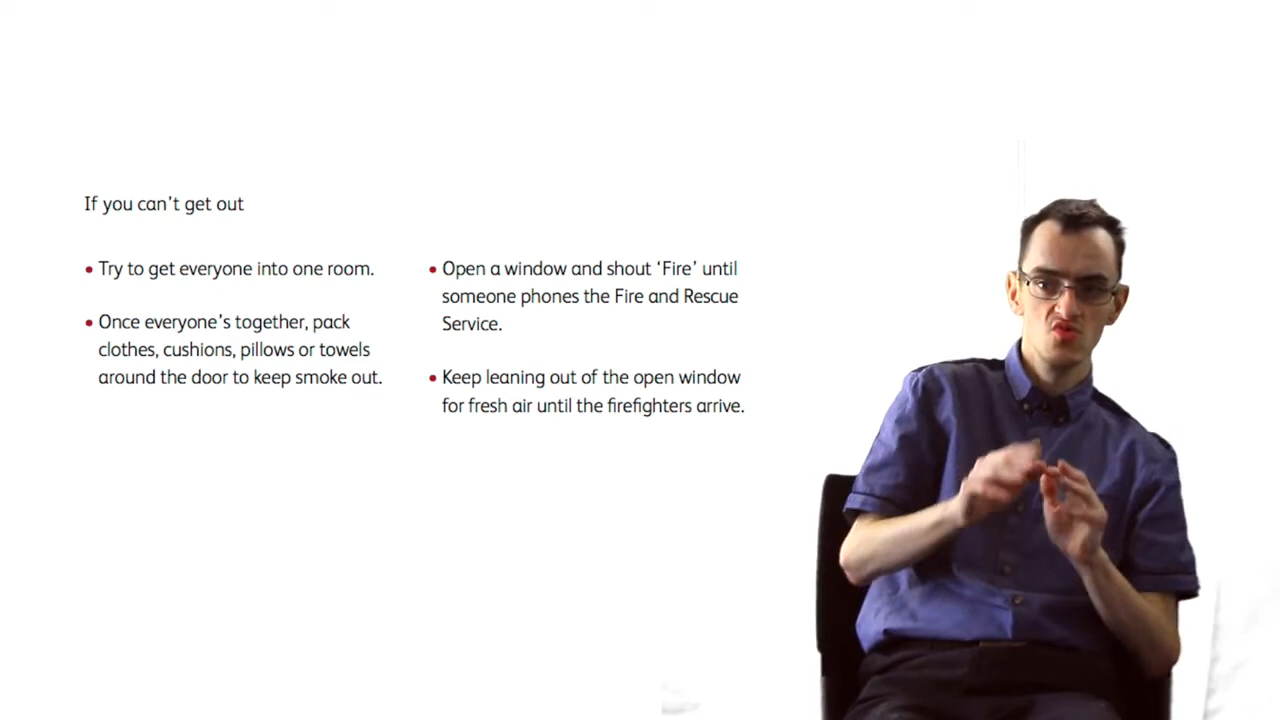 If you can't get out
• Try to get everyone into one room.
• Once everyone's together, pack
clothes, cushions, pillows or towels
around the door to keep smoke out.
• Open a window and shout 'Fire' until
someone phones the Fire and Rescue
Service.
• Keep leaning out of the open window
for fresh air until the firefighters arrive.